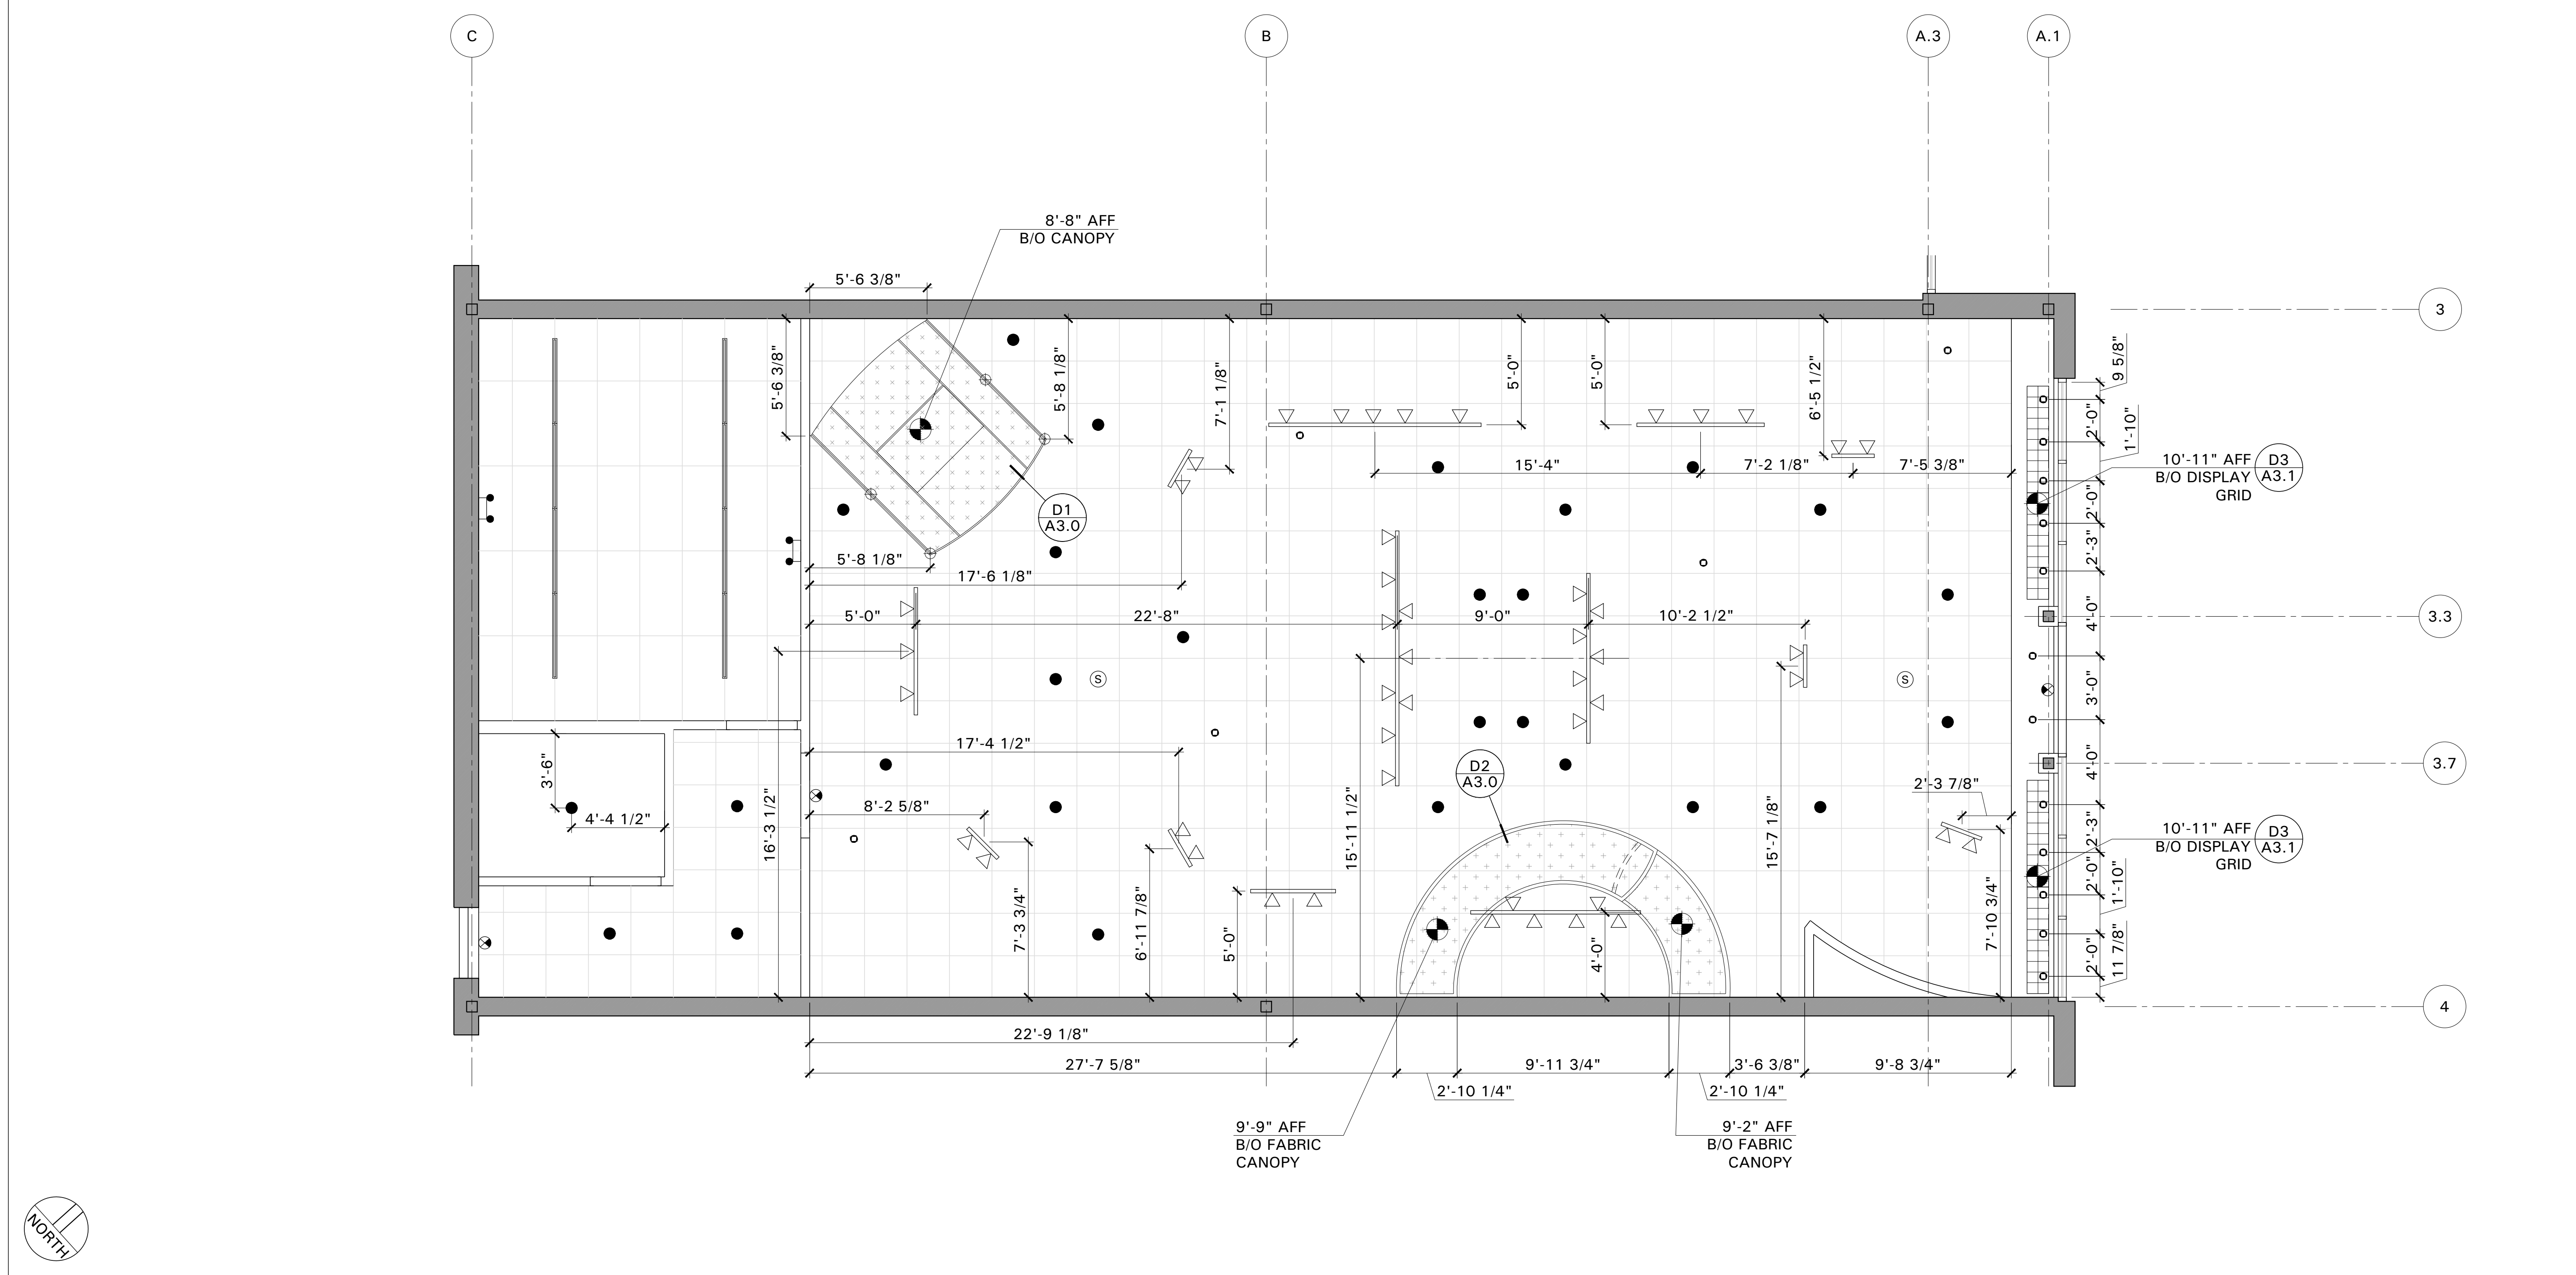 C
B
A.3
A.1
8'-8" AFF
B/O CANOPY
5'-6 3/8"
3
5'-6 3/8"
5'-8 1/8"
7'-1 1/8"
5'-0"
5'-0"
6'-5 1/2"
9 5/8"
2'-0"
1'-10"
15'-4"
7'-2 1/8"
7'-5 3/8"
10'-11" AFF
B/O DISPLAY
GRID
D3
A3.1
2'-0"
D1
A3.0
2'-3"
5'-8 1/8"
17'-6 1/8"
5'-0"
22'-8"
9'-0"
10'-2 1/2"
4'-0"
3.3
S
S
3'-0"
17'-4 1/2"
3'-6"
D2
A3.0
4'-0"
3.7
2'-3 7/8"
4'-4 1/2"
16'-3 1/2"
8'-2 5/8"
15'-11 1/2"
15'-7 1/8"
2'-3"
10'-11" AFF
B/O DISPLAY
GRID
D3
A3.1
2'-0"
1'-10"
7'-3 3/4"
6'-11 7/8"
5'-0"
4'-0"
7'-10 3/4"
2'-0"
11 7/8"
4
22'-9 1/8"
27'-7 5/8"
9'-11 3/4"
3'-6 3/8"
9'-8 3/4"
2'-10 1/4"
2'-10 1/4"
9'-9" AFF
B/O FABRIC
CANOPY
9'-2" AFF
B/O FABRIC
CANOPY
NORTH